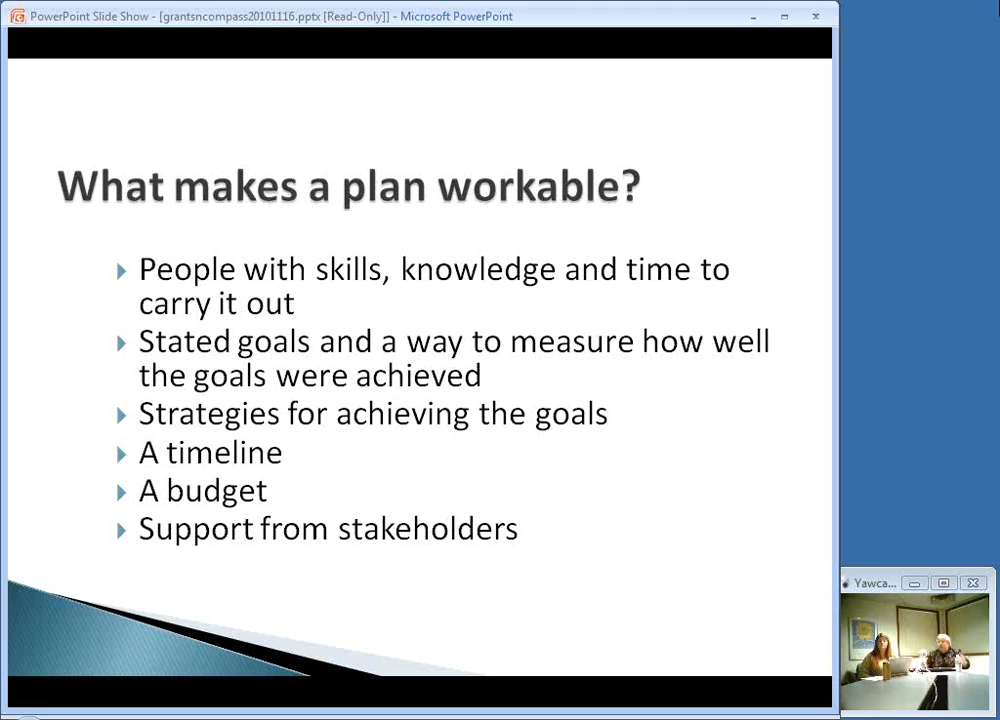 PowerPoint Slide Show - [grantsncompass20101116.pptx [Read-Only]] - Microsoft PowerPoint
What makes a plan workable?
People with skills, knowledge and time to
carry it out
Stated goals and a way to measure how well
the goals were achieved
Strategies for achieving the goals
A timeline
A budget
Support from stakeholders
Yawca...